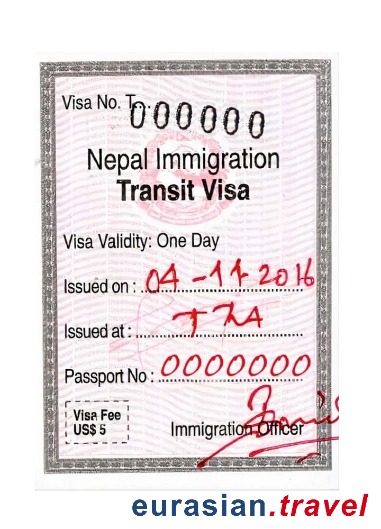 Visa No. T... 000000
Nepal Immigration
Transit Visa
Visa Validity: One Day
Issued on : 04 -11 2016
Issued at : TIA
Passport No : 0000000
Visa Fee
US$ 5
Immigration Officer
eurasian.travel